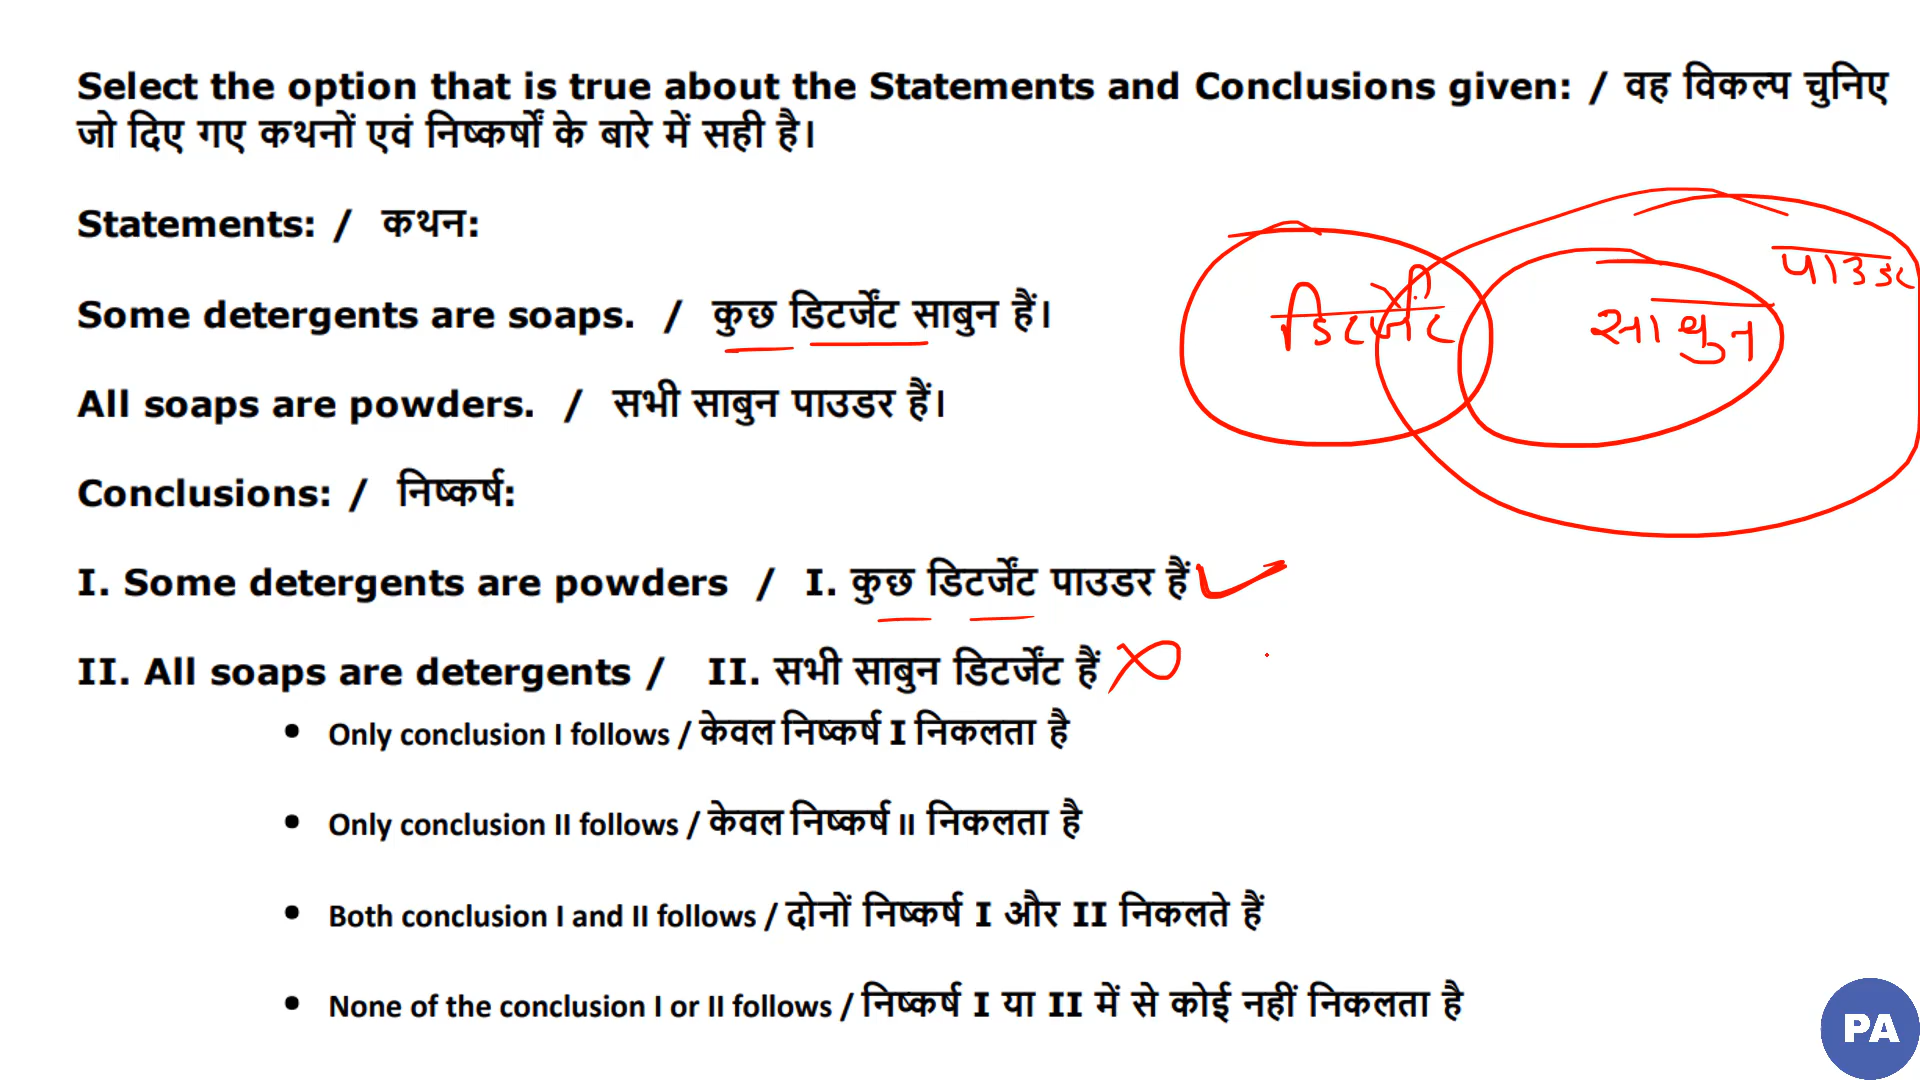 Select the option that is true about the Statements and Conclusions given: / वह विकल्प चुनिए
जो दिए गए कथनों एवं निष्कर्षों के बारे में सही है।
Statements: / कथन:
Some detergents are soaps. / कुछ डिटर्जेंट साबुन हैं।
All soaps are powders. / सभी साबुन पाउडर हैं।
Conclusions: / निष्कर्ष:
I. Some detergents are powders / I. कुछ डिटर्जेंट पाउडर हैं
II. All soaps are detergents / II. सभी साबुन डिटर्जेंट हैं
• Only conclusion I follows / केवल निष्कर्ष I निकलता है
• Only conclusion II follows / केवल निष्कर्ष II निकलता है
• Both conclusion I and II follows / दोनों निष्कर्ष I और II निकलते हैं
• None of the conclusion I or II follows / निष्कर्ष I या II में से कोई नहीं निकलता है
डिटर्जेंट
साबुन
पाउडर
PA